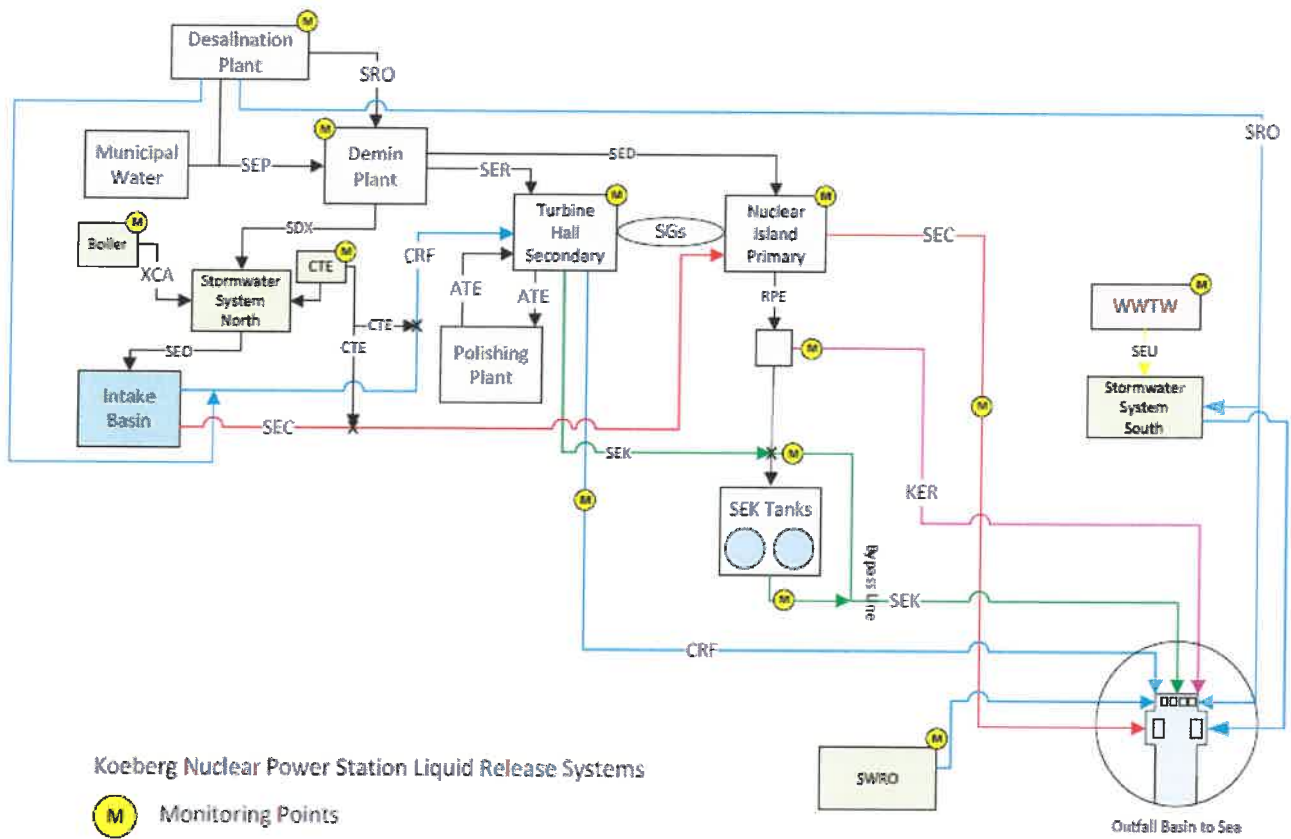 M
Desalination
Plant
SRO
SRO
M
Municipal
Water
SEP
Demin
Plant
SED
SER
M
Turbine
Hall
Secondary
SGs
M
Nuclear
Island
Primary
SEC
M
Boiler
XCA
SDX
M
CTE
Stormwater
System
North
CRF
CTE
CTE
ATE
ATE
Polishing
Plant
RPE
M
M
WWTW
SEU
Stormwater
System
South
SED
Intake
Basin
SEC
M
SEK
M
KER
SEK Tanks
M
Bypass Line
M
SEK
CRF
M
SWRO
Outfall Basin to Sea
Koeberg Nuclear Power Station Liquid Release Systems
M Monitoring Points